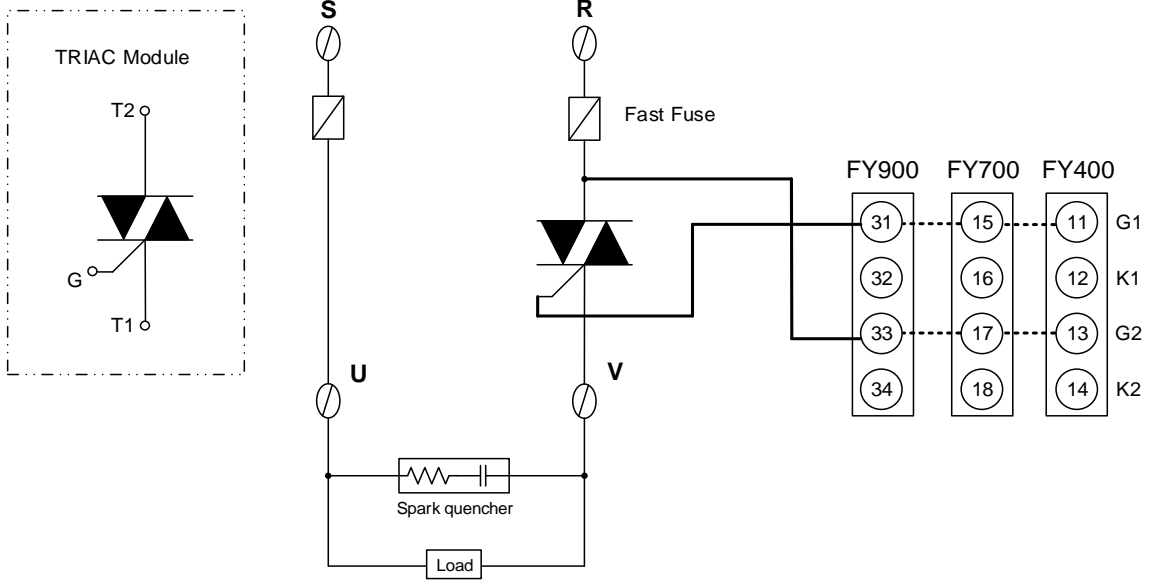 S
R
TRIAC Module
T2
G
T1
Fast Fuse
FY900 FY700 FY400
31 15 11 G1
32 16 12 K1
33 17 13 G2
34 18 14 K2
U
V
Spark quencher
Load